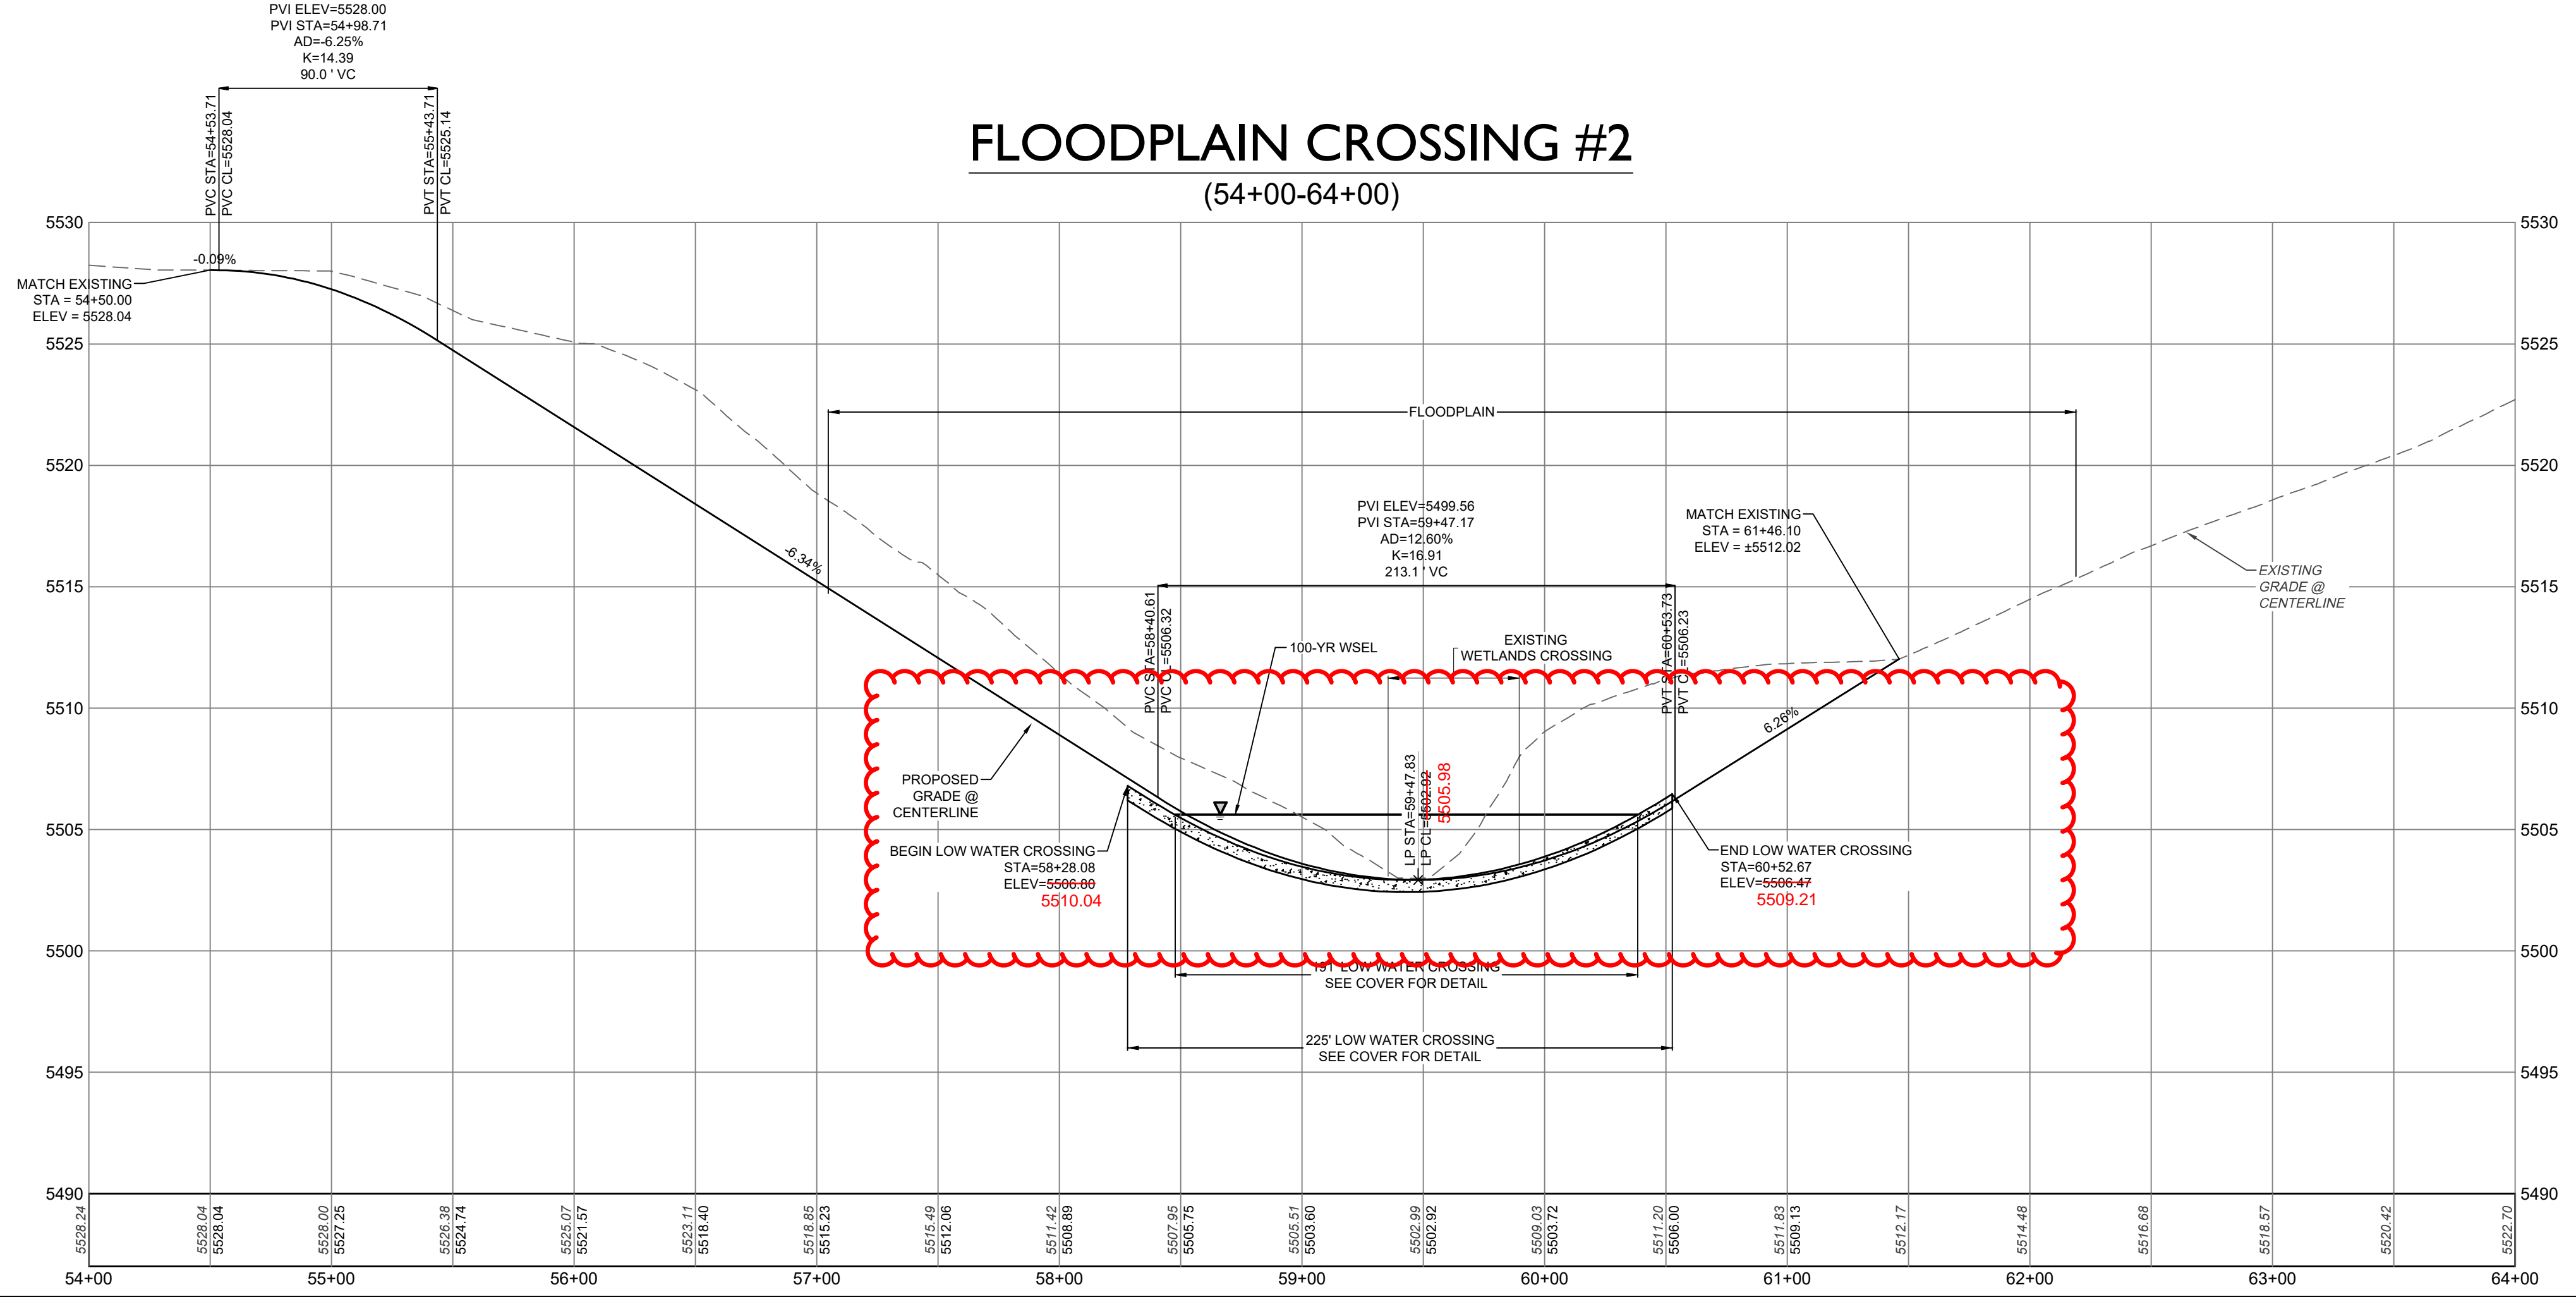 PVI ELEV=5528.00
PVI STA=54+98.71
AD=-6.25%
K=14.39
90.0 ' VC
PVC STA=54+53.71
PVC CL=5528.04
PVT STA=55+43.71
PVT CL=5525.14
FLOODPLAIN CROSSING #2
(54+00-64+00)
5530
5530
-0.09%
MATCH EXISTING
STA = 54+50.00
ELEV = 5528.04
5525
5525
FLOODPLAIN
5520
5520
PVI ELEV=5499.56
PVI STA=59+47.17
AD=12.60%
K=16.91
213.1 ' VC
MATCH EXISTING
STA = 61+46.10
ELEV = ±5512.02
-6.34%
EXISTING
GRADE @
CENTERLINE
5515
5515
PVC STA=58+40.61
PVC CL=5506.32
100-YR WSEL
EXISTING
WETLANDS CROSSING
PVT STA=60+53.73
PVT CL=5506.23
5510
5510
6.26%
PROPOSED
GRADE @
CENTERLINE
LP STA=59+47.83
LP CL=5502.92
5505.98
5505
5505
BEGIN LOW WATER CROSSING
STA=58+28.08
ELEV=5506.80
5510.04
END LOW WATER CROSSING
STA=60+52.67
ELEV=5506.47
5509.21
5500
5500
191' LOW WATER CROSSING
SEE COVER FOR DETAIL
225' LOW WATER CROSSING
SEE COVER FOR DETAIL
5495
5495
5490
5490
5528.24
5528.04
5528.04
5528.00
5527.25
5526.38
5524.74
5525.07
5521.57
5523.11
5518.40
5518.85
5515.23
5515.49
5512.06
5511.42
5508.89
5507.95
5505.75
5505.51
5503.60
5502.99
5502.92
5509.03
5503.72
5511.20
5506.00
5511.83
5509.13
5512.17
5514.48
5516.68
5518.57
5520.42
5522.70
54+00 55+00 56+00 57+00 58+00 59+00 60+00 61+00 62+00 63+00 64+00